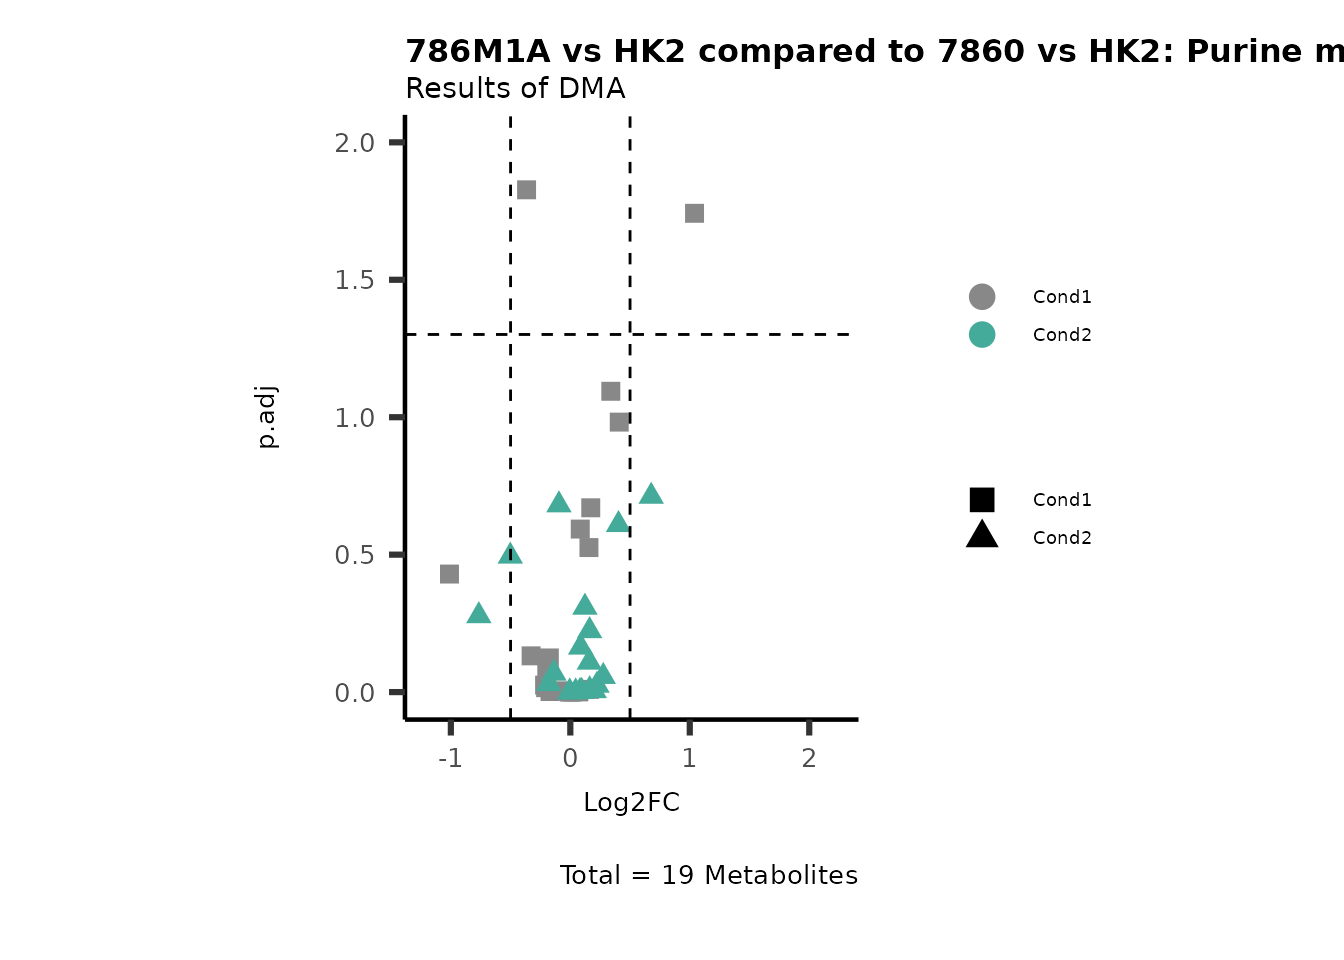 786M1A vs HK2 compared to 7860 vs HK2: Purine m
Results of DMA
2.0
1.5
1.0
0.5
0.0
p.adj
-1 0 1 2
Log2FC
Total = 19 Metabolites
Cond1
Cond2
Cond1
Cond2